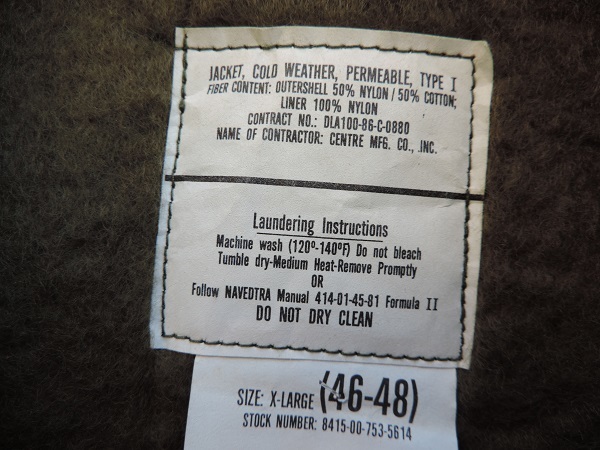 JACKET, COLD WEATHER, PERMEABLE, TYPE I
FIBER CONTENT: OUTERSHELL 50% NYLON / 50% COTTON;
LINER 100% NYLON
CONTRACT NO.: DLA100-86-C-0880
NAME OF CONTRACTOR: CENTRE MFG. CO., INC.
Laundering Instructions
Machine wash (120º-140ºF) Do not bleach
Tumble dry-Medium Heat-Remove Promptly
OR
Follow NAVEDTRA Manual 414-01-45-81 Formula II
DO NOT DRY CLEAN
SIZE: X-LARGE (46-48)
STOCK NUMBER: 8415-00-753-5614